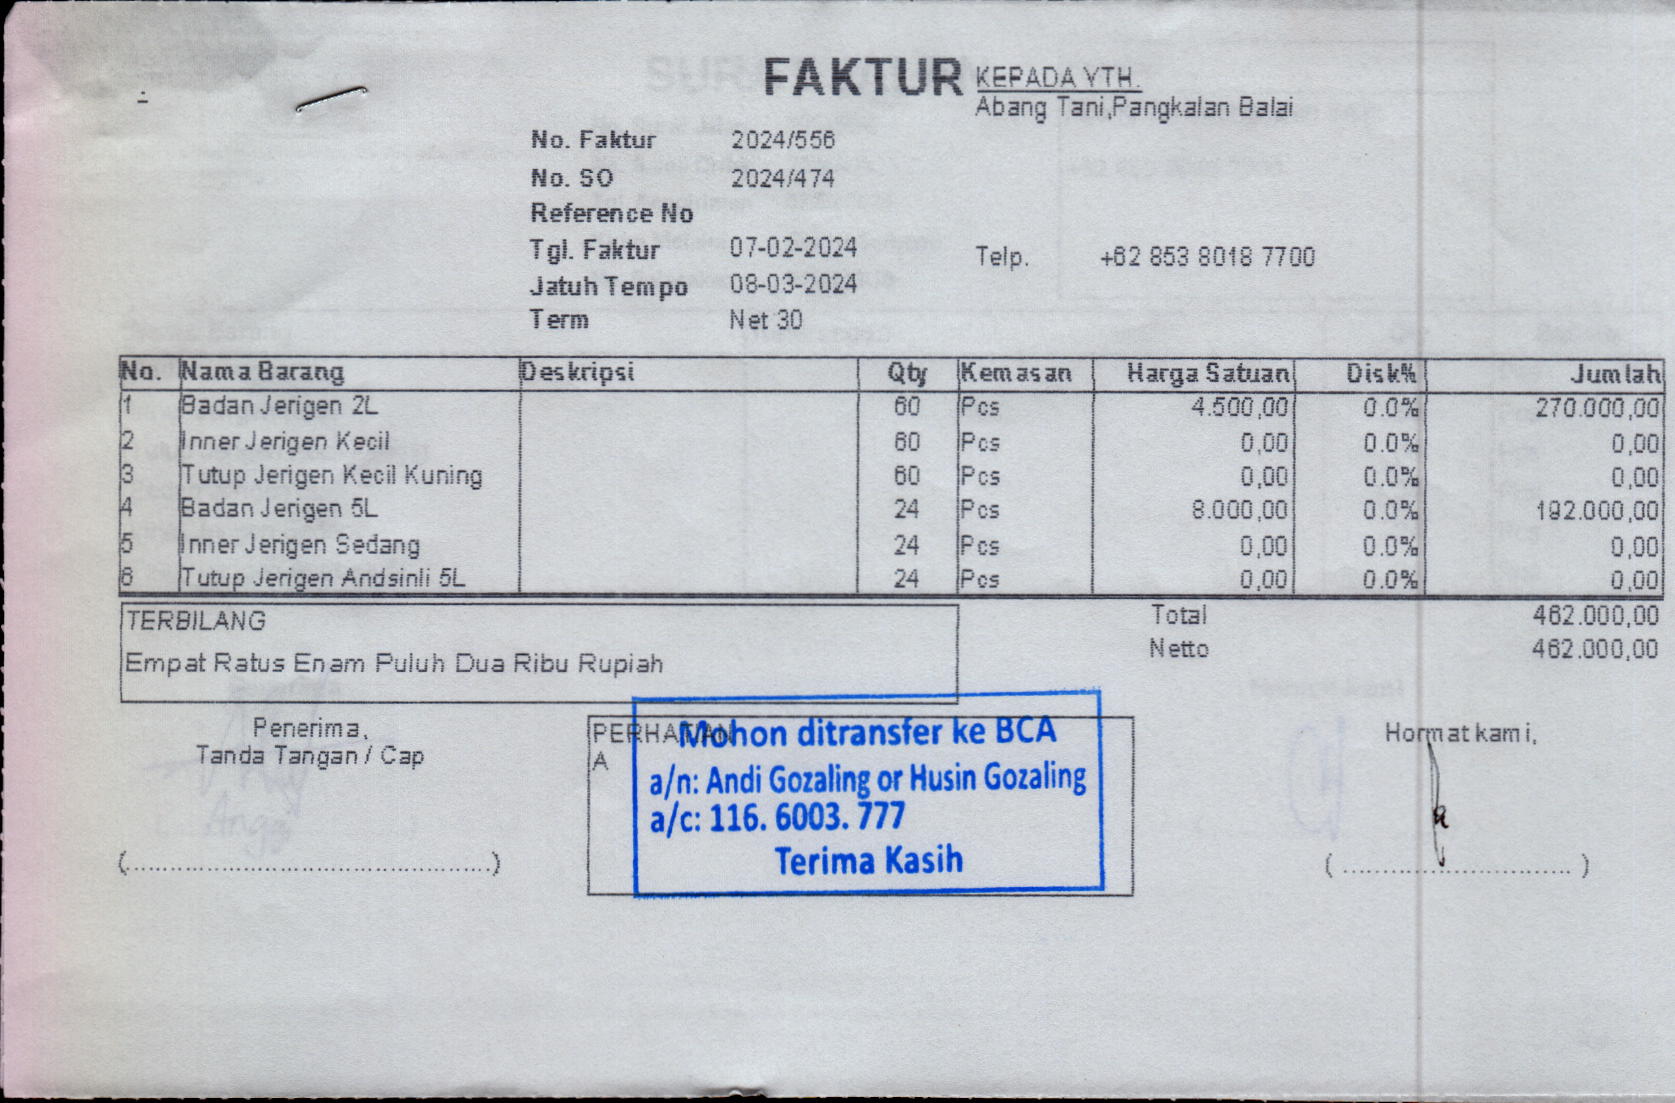 FAKTUR
KEPADA YTH.
Abang Tani,Pangkalan Balai
No. Faktur 2024/556
No. SO 2024/474
Reference No
Tgl. Faktur 07-02-2024
Telp. +62 853 8018 7700
Jatuh Tempo 08-03-2024
Term Net 30
No. Nama Barang Deskripsi Qty Kemasan Harga Satuan Disk% Jumlah
1 Badan Jerigen 2L 60 Pcs 4.500,00 0.0% 270.000,00
2 Inner Jerigen Kecil 60 Pcs 0,00 0.0% 0,00
3 Tutup Jerigen Kecil Kuning 60 Pcs 0,00 0.0% 0,00
4 Badan Jerigen 5L 24 Pcs 8.000,00 0.0% 192.000,00
5 Inner Jerigen Sedang 24 Pcs 0,00 0.0% 0,00
6 Tutup Jerigen Andsinli 5L 24 Pcs 0,00 0.0% 0,00
TERBILANG
Empat Ratus Enam Puluh Dua Ribu Rupiah
Total 462.000,00
Netto 462.000,00
Penerima,
Tanda Tangan / Cap
PERHATIAN
A
Mohon ditransfer ke BCA
a/n: Andi Gozaling or Husin Gozaling
a/c: 116. 6003. 777
Terima Kasih
Hormat kami,
(................................................)
( ............................. )